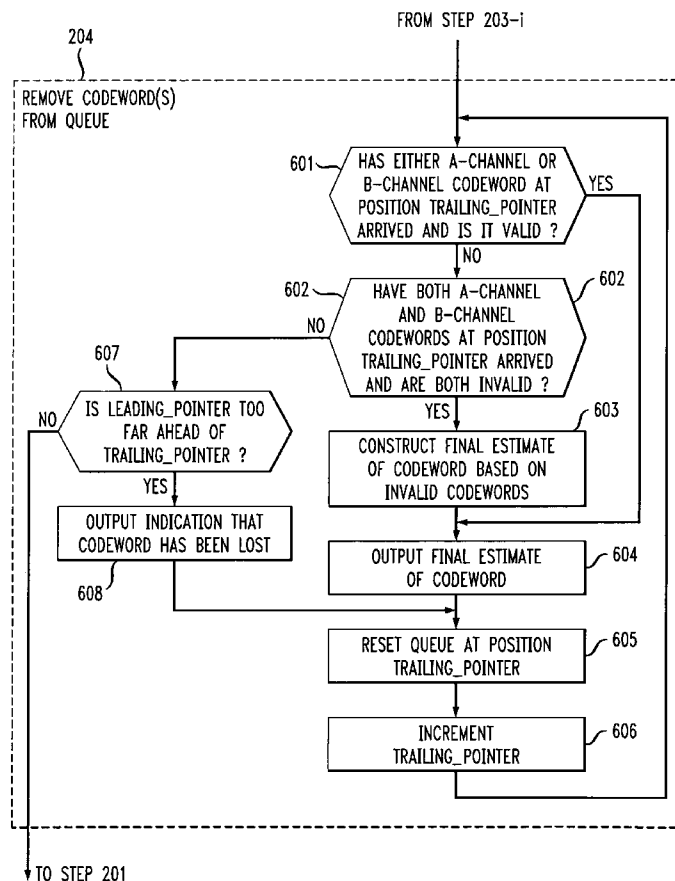 FROM STEP 203-i
204
REMOVE CODEWORD(S)
FROM QUEUE
601
HAS EITHER A-CHANNEL OR
B-CHANNEL CODEWORD AT
POSITION TRAILING_POINTER
ARRIVED AND IS IT VALID ?
YES
NO
602
HAVE BOTH A-CHANNEL
AND B-CHANNEL
CODEWORDS AT POSITION
TRAILING_POINTER ARRIVED
AND ARE BOTH INVALID ?
602
NO
607
IS LEADING_POINTER TOO
FAR AHEAD OF
TRAILING_POINTER ?
NO
YES
YES
603
CONSTRUCT FINAL ESTIMATE
OF CODEWORD BASED ON
INVALID CODEWORDS
OUTPUT INDICATION THAT
CODEWORD HAS BEEN LOST
608
OUTPUT FINAL ESTIMATE
OF CODEWORD
604
RESET QUEUE AT POSITION
TRAILING_POINTER
605
INCREMENT
TRAILING_POINTER
606
TO STEP 201